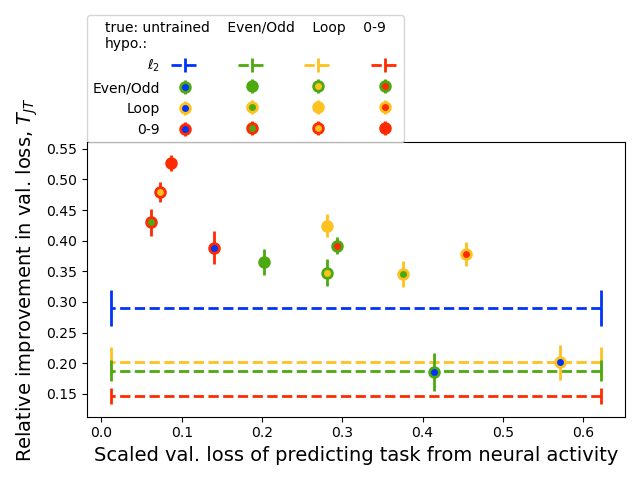 true: untrained Even/Odd Loop 0-9
hypo.:
ℓ₂
Even/Odd
Loop
0-9
0.55
0.50
0.45
0.40
0.35
0.30
0.25
0.20
0.15
Relative improvement in val. loss, T_JT
0.0 0.1 0.2 0.3 0.4 0.5 0.6
Scaled val. loss of predicting task from neural activity